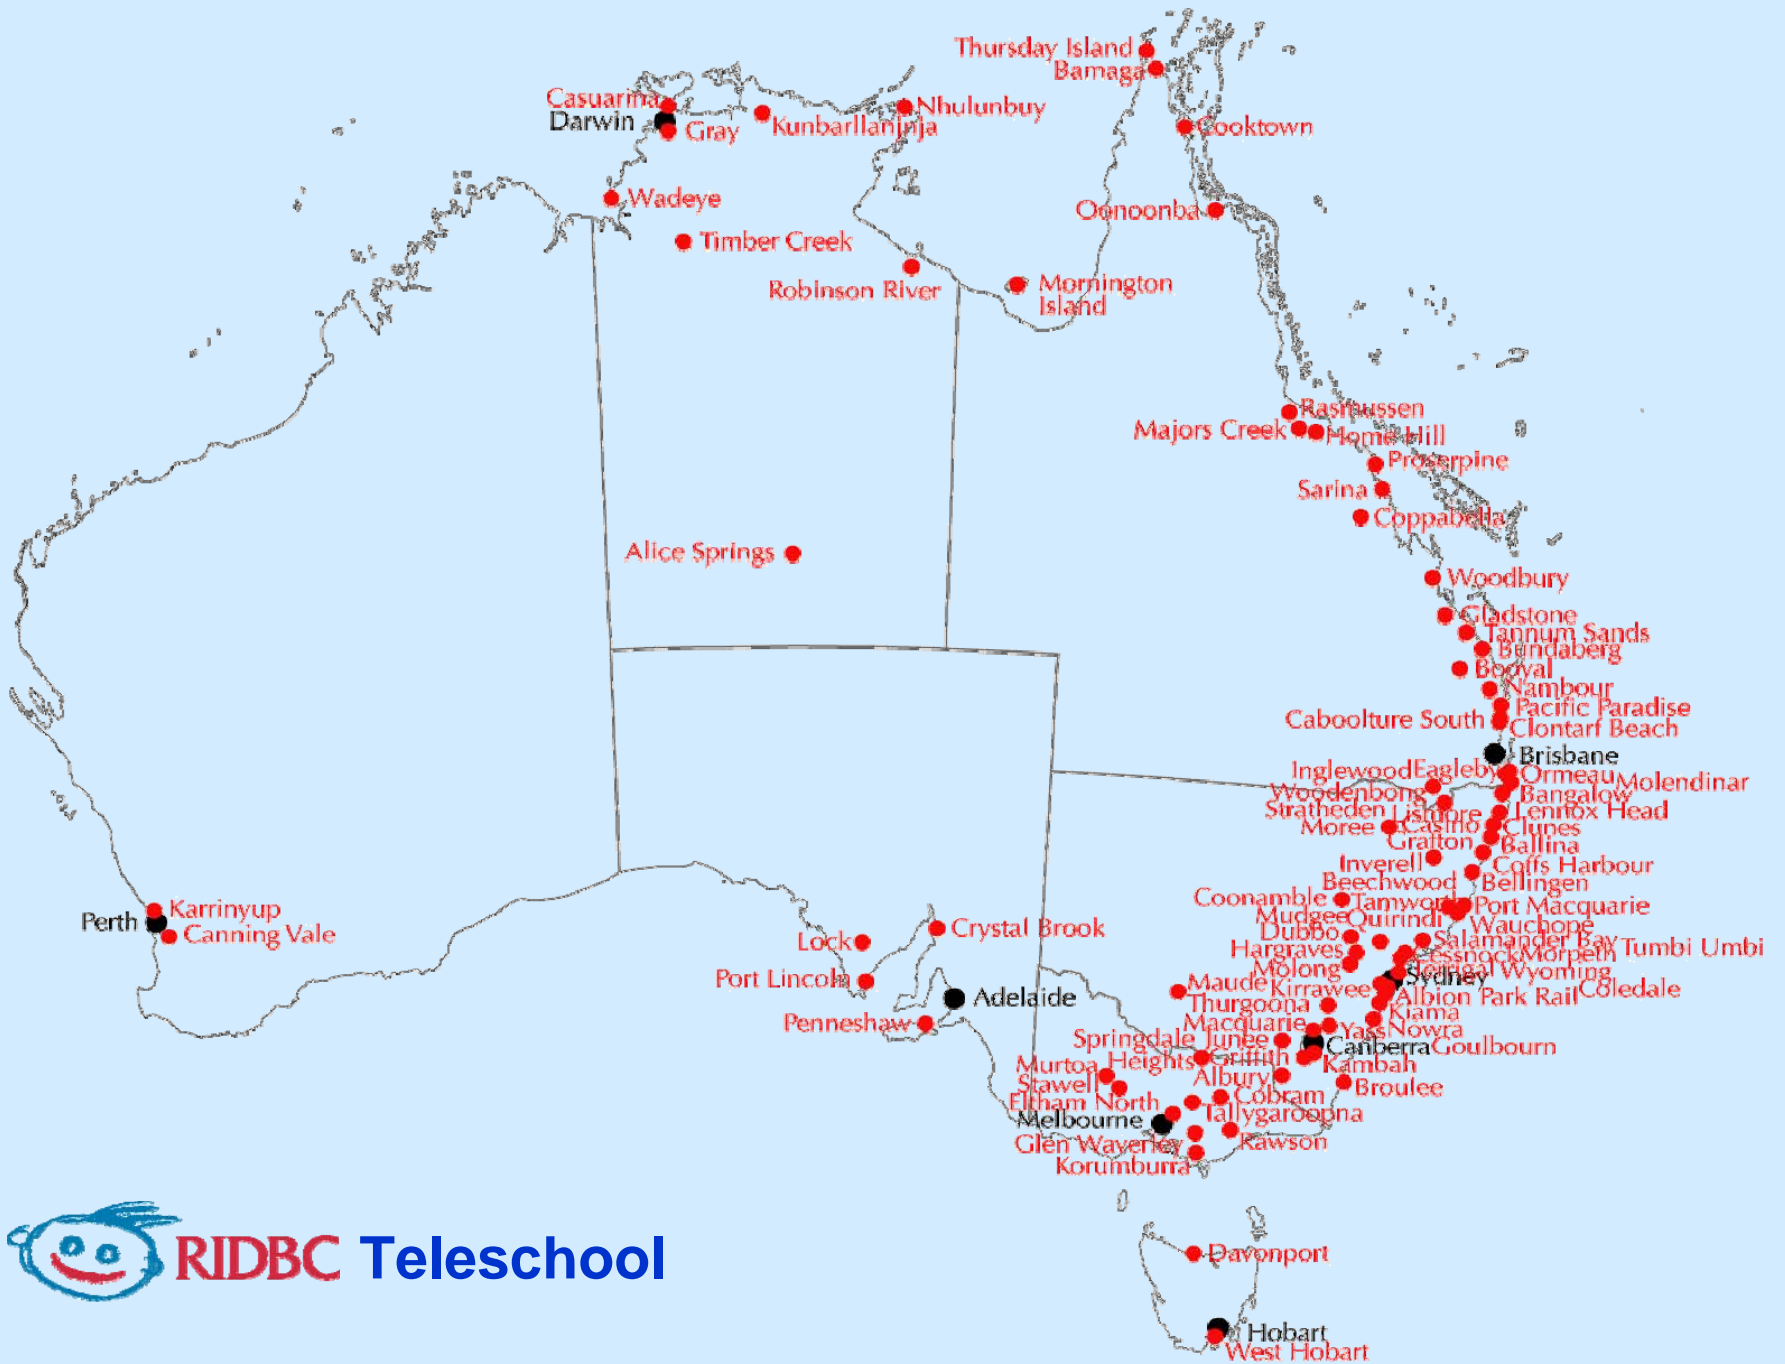 Thursday Island
Bamaga
Casuarina
Darwin
Gray
Kunbarllanjnja
Nhulunbuy
Cooktown
Wadeye
Oonoonba
Timber Creek
Robinson River
Mornington
Island
Rasmussen
Majors Creek
Home Hill
Proserpine
Sarina
Coppabella
Alice Springs
Woodbury
Gladstone
Tannum Sands
Bundaberg
Booyal
Nambour
Pacific Paradise
Caboolture South
Clontarf Beach
Brisbane
Inglewood Eagleby
Ormeau Molendinar
Woodenbong
Bangalow
Stratheden Lismore
Lennox Head
Moree
Casino
Clunes
Grafton
Ballina
Inverell
Coffs Harbour
Beechwood
Bellingen
Coonamble
Tamworth
Port Macquarie
Mudgee Quirindi
Wauchope
Dubbo
Salamander Bay Tumbi Umbi
Hargraves
Cessnock Morpeth
Molong
Wyoming
Sydney
Maude Kirrawee
Albion Park Rail Coledale
Thurgoona
Kiama
Macquarie
Yass Nowra
Springdale Junee
Canberra Goulbourn
Murtoa Heights Griffith
Kambah
Stawell
Albury
Broulee
Eltham North
Cobram
Melbourne
Tallygaroopna
Glen Waverley
Rawson
Korumburra
Karrinyup
Perth
Canning Vale
Crystal Brook
Lock
Port Lincoln
Adelaide
Penneshaw
Davonport
Hobart
West Hobart
RIDBC Teleschool